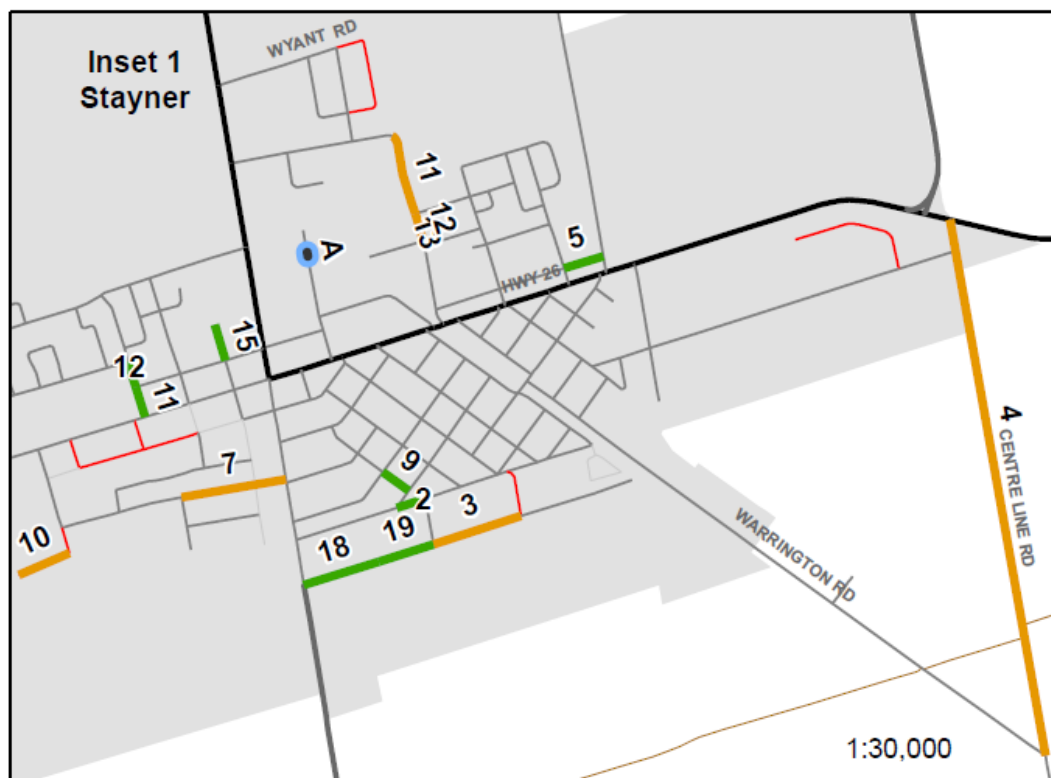 Inset 1
Stayner
WYANT RD
11
12
13
A
5
HWY 26
15
12
11
4 CENTRE LINE RD
7
9
2
3
19
18
10
WARRINGTON RD
1:30,000